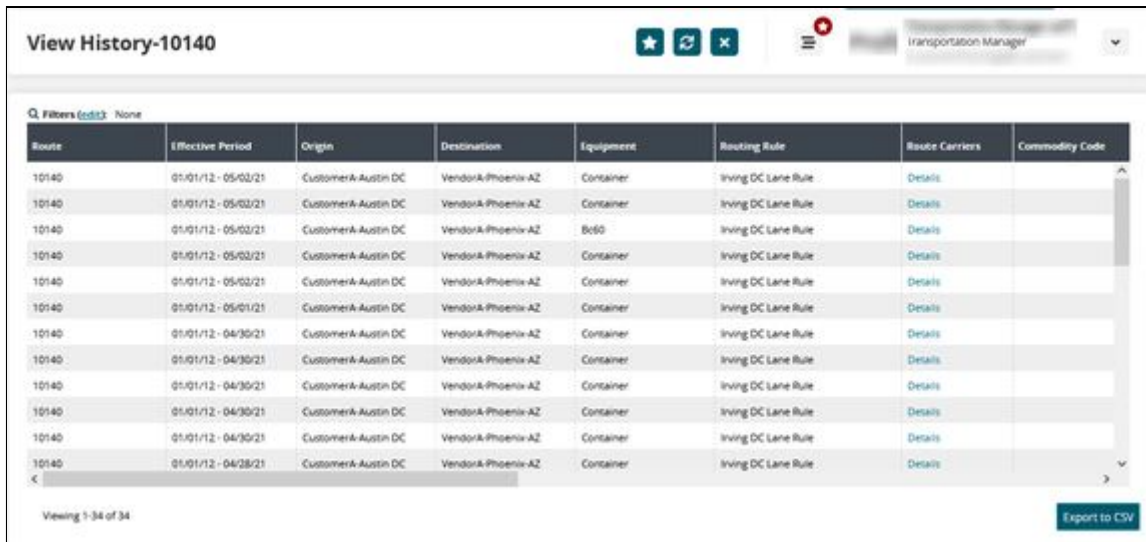 View History-10140
Transportation Manager
Filters (edit): None
Route Effective Period Origin Destination Equipment Routing Rule Route Carriers Commodity Code
10140 01/01/12 - 05/02/21 CustomerA-Austin DC VendorA-Phoenix-AZ Container Irving DC Lane Rule Details
10140 01/01/12 - 05/02/21 CustomerA-Austin DC VendorA-Phoenix-AZ Container Irving DC Lane Rule Details
10140 01/01/12 - 05/02/21 CustomerA-Austin DC VendorA-Phoenix-AZ Bc60 Irving DC Lane Rule Details
10140 01/01/12 - 05/02/21 CustomerA-Austin DC VendorA-Phoenix-AZ Container Irving DC Lane Rule Details
10140 01/01/12 - 05/02/21 CustomerA-Austin DC VendorA-Phoenix-AZ Container Irving DC Lane Rule Details
10140 01/01/12 - 05/01/21 CustomerA-Austin DC VendorA-Phoenix-AZ Container Irving DC Lane Rule Details
10140 01/01/12 - 04/30/21 CustomerA-Austin DC VendorA-Phoenix-AZ Container Irving DC Lane Rule Details
10140 01/01/12 - 04/30/21 CustomerA-Austin DC VendorA-Phoenix-AZ Container Irving DC Lane Rule Details
10140 01/01/12 - 04/30/21 CustomerA-Austin DC VendorA-Phoenix-AZ Container Irving DC Lane Rule Details
10140 01/01/12 - 04/30/21 CustomerA-Austin DC VendorA-Phoenix-AZ Container Irving DC Lane Rule Details
10140 01/01/12 - 04/30/21 CustomerA-Austin DC VendorA-Phoenix-AZ Container Irving DC Lane Rule Details
10140 01/01/12 - 04/28/21 CustomerA-Austin DC VendorA-Phoenix-AZ Container Irving DC Lane Rule Details
Viewing 1-34 of 34
Export to CSV